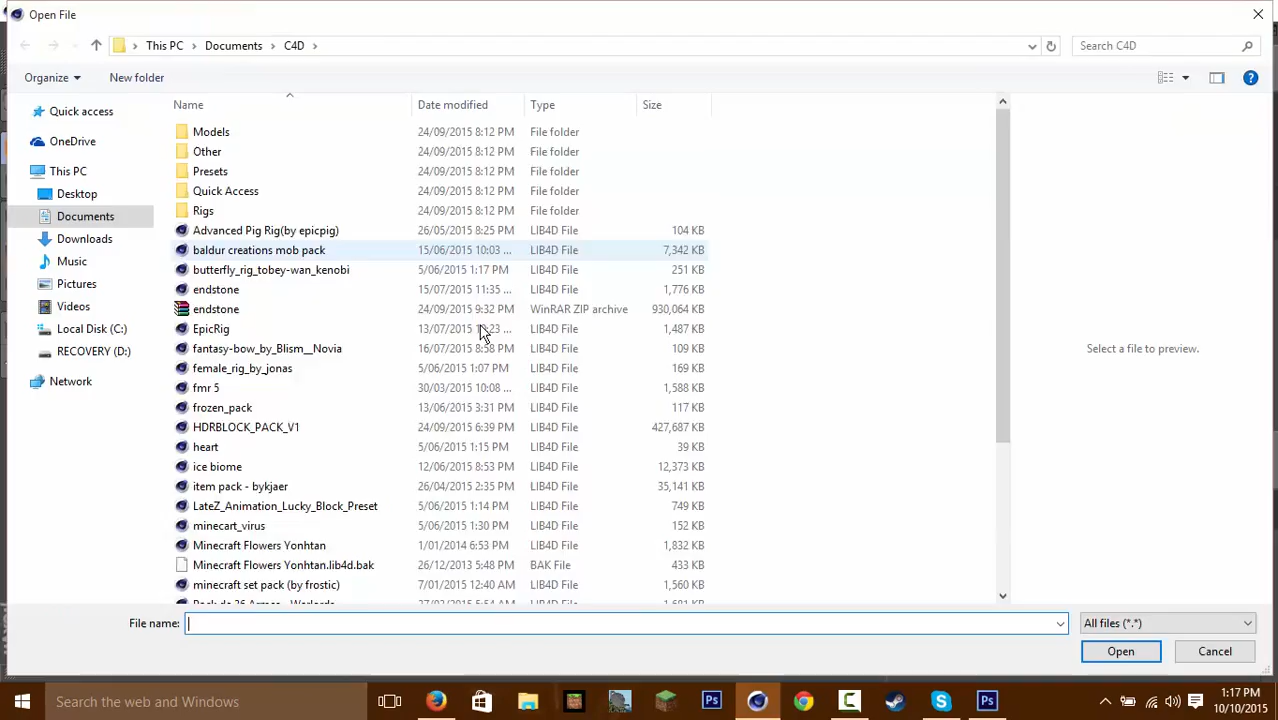 Open File
This PC > Documents > C4D >
Search C4D
Organize
New folder
Name Date modified Type Size
Quick access
OneDrive
This PC
Desktop
Documents
Downloads
Music
Pictures
Videos
Local Disk (C:)
RECOVERY (D:)
Network
Models 24/09/2015 8:12 PM File folder
Other 24/09/2015 8:12 PM File folder
Presets 24/09/2015 8:12 PM File folder
Quick Access 24/09/2015 8:12 PM File folder
Rigs 24/09/2015 8:12 PM File folder
Advanced Pig Rig(by epicpig) 26/05/2015 8:25 PM LIB4D File 104 KB
baldur creations mob pack 15/06/2015 10:03 ... LIB4D File 7,342 KB
butterfly_rig_tobey-wan_kenobi 5/06/2015 1:17 PM LIB4D File 251 KB
endstone 15/07/2015 11:35 ... LIB4D File 1,776 KB
endstone 24/09/2015 9:32 PM WinRAR ZIP archive 930,064 KB
EpicRig 13/07/2015 LIB4D File 1,487 KB
fantasy-bow_by_Blism__Novia 16/07/2015 8:58 PM LIB4D File 109 KB
female_rig_by_jonas 5/06/2015 1:07 PM LIB4D File 169 KB
fmr 5 30/03/2015 10:08 ... LIB4D File 1,588 KB
frozen_pack 13/06/2015 3:31 PM LIB4D File 117 KB
HDRBLOCK_PACK_V1 24/09/2015 6:39 PM LIB4D File 427,687 KB
heart 5/06/2015 1:15 PM LIB4D File 39 KB
ice biome 12/06/2015 8:53 PM LIB4D File 12,373 KB
item pack - bykjaer 26/04/2015 2:35 PM LIB4D File 35,141 KB
LateZ_Animation_Lucky_Block_Preset 5/06/2015 1:14 PM LIB4D File 749 KB
minecart_virus 5/06/2015 1:30 PM LIB4D File 152 KB
Minecraft Flowers Yonhtan 1/01/2014 6:53 PM LIB4D File 1,832 KB
Minecraft Flowers Yonhtan.lib4d.bak 26/12/2013 5:48 PM BAK File 433 KB
minecraft set pack (by frostic) 7/01/2015 12:40 AM LIB4D File 1,560 KB
Select a file to preview.
File name:
All files (*.*)
Open
Cancel
Search the web and Windows
1:17 PM
10/10/2015